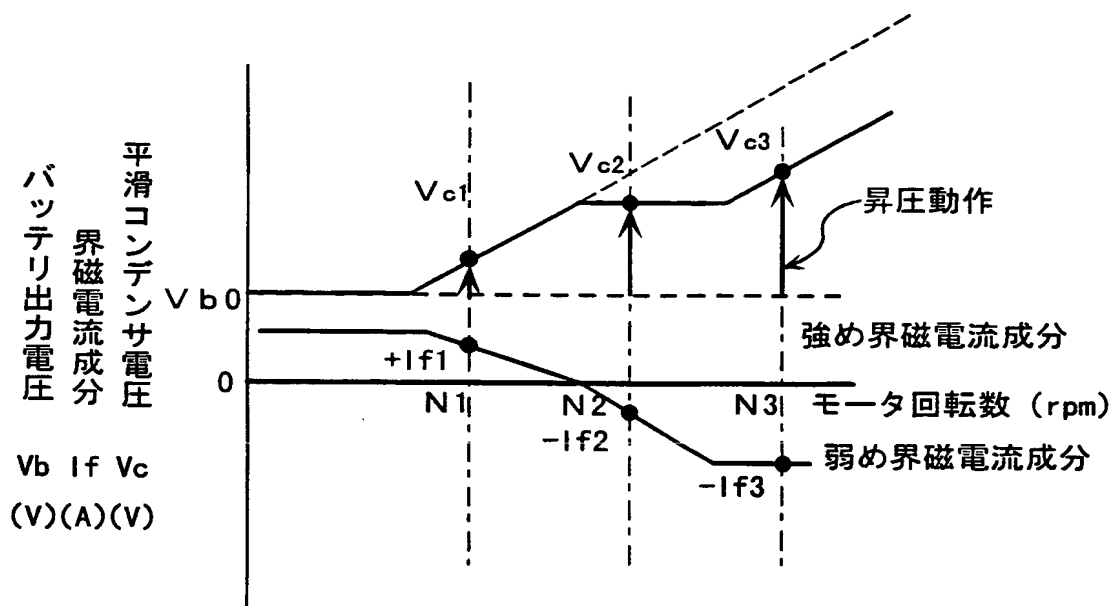 バッテリ出力電圧
界磁電流成分
平滑コンデンサ電圧
Vb If Vc
(V)(A)(V)
Vc1
Vc2
Vc3
昇圧動作
Vb0
強め界磁電流成分
+If1
0
N1
N2
N3
モータ回転数 (rpm)
-If2
弱め界磁電流成分
-If3